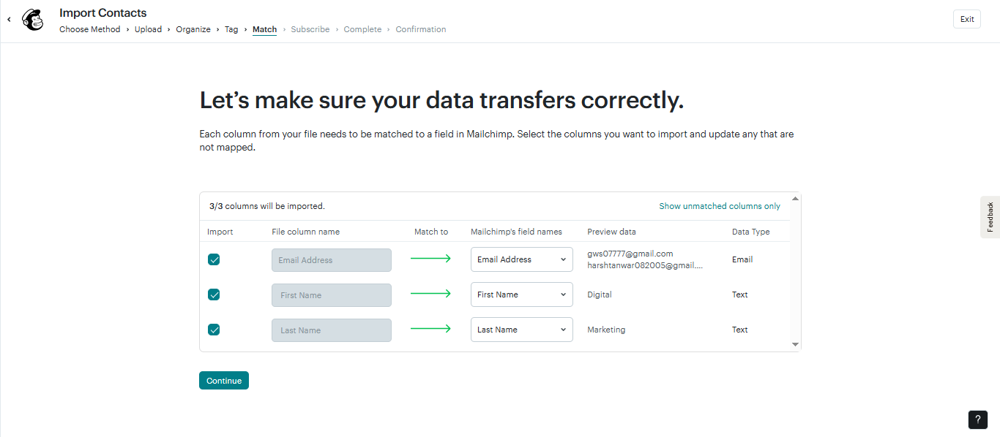 Import Contacts
Choose Method › Upload › Organize › Tag › Match › Subscribe › Complete › Confirmation
Exit
Let’s make sure your data transfers correctly.
Each column from your file needs to be matched to a field in Mailchimp. Select the columns you want to import and update any that are
not mapped.
3/3 columns will be imported. Show unmatched columns only
Import File column name Match to Mailchimp's field names Preview data Data Type
Email Address Email Address gws07777@gmail.com Email
harshtanwar082005@gmail....
First Name First Name Digital Text
Last Name Last Name Marketing Text
Continue
Feedback
?